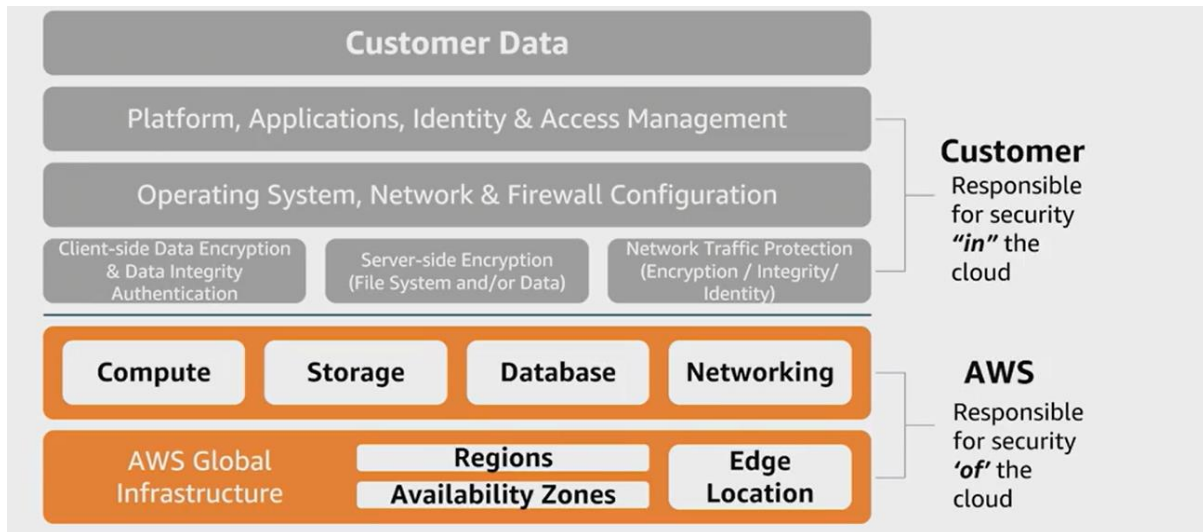 Customer Data
Platform, Applications, Identity & Access Management
Operating System, Network & Firewall Configuration
Client-side Data Encryption
& Data Integrity
Authentication
Server-side Encryption
(File System and/or Data)
Network Traffic Protection
(Encryption / Integrity/
Identity)
Customer
Responsible
for security
“in” the
cloud
Compute
Storage
Database
Networking
AWS Global
Infrastructure
Regions
Availability Zones
Edge
Location
AWS
Responsible
for security
‘of’ the
cloud